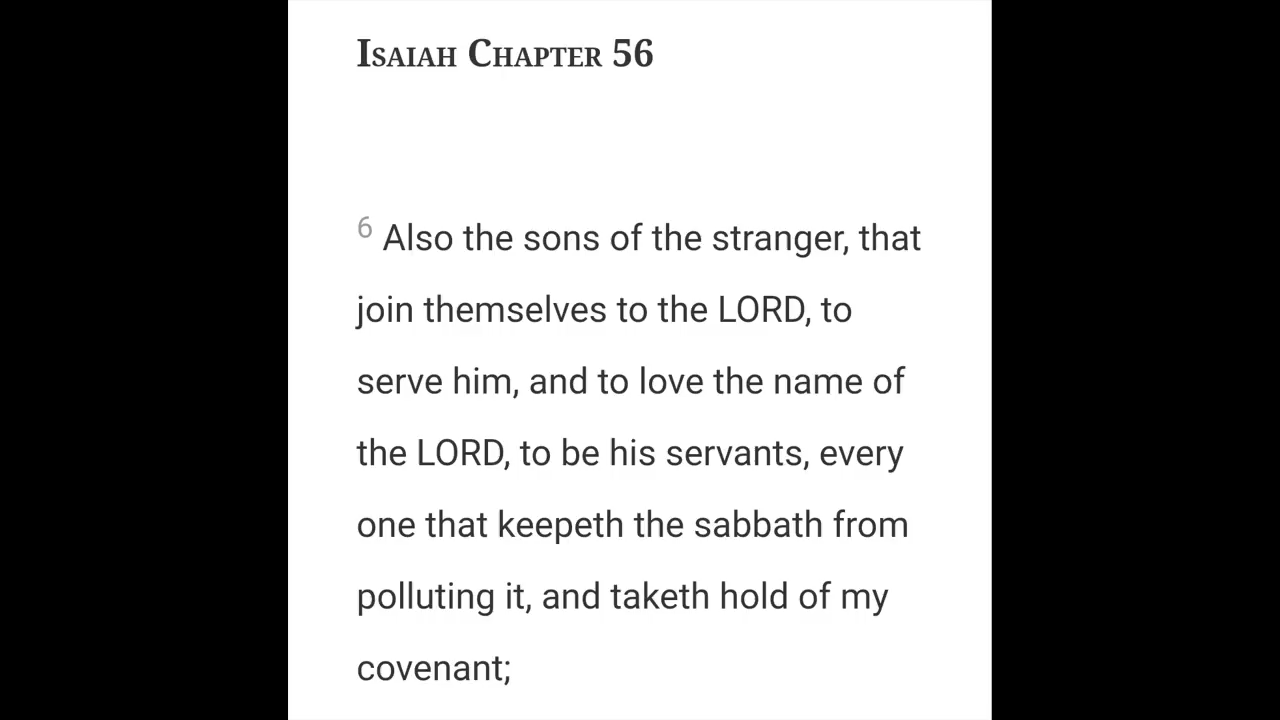 Isaiah Chapter 56
6 Also the sons of the stranger, that
join themselves to the LORD, to
serve him, and to love the name of
the LORD, to be his servants, every
one that keepeth the sabbath from
polluting it, and taketh hold of my
covenant;